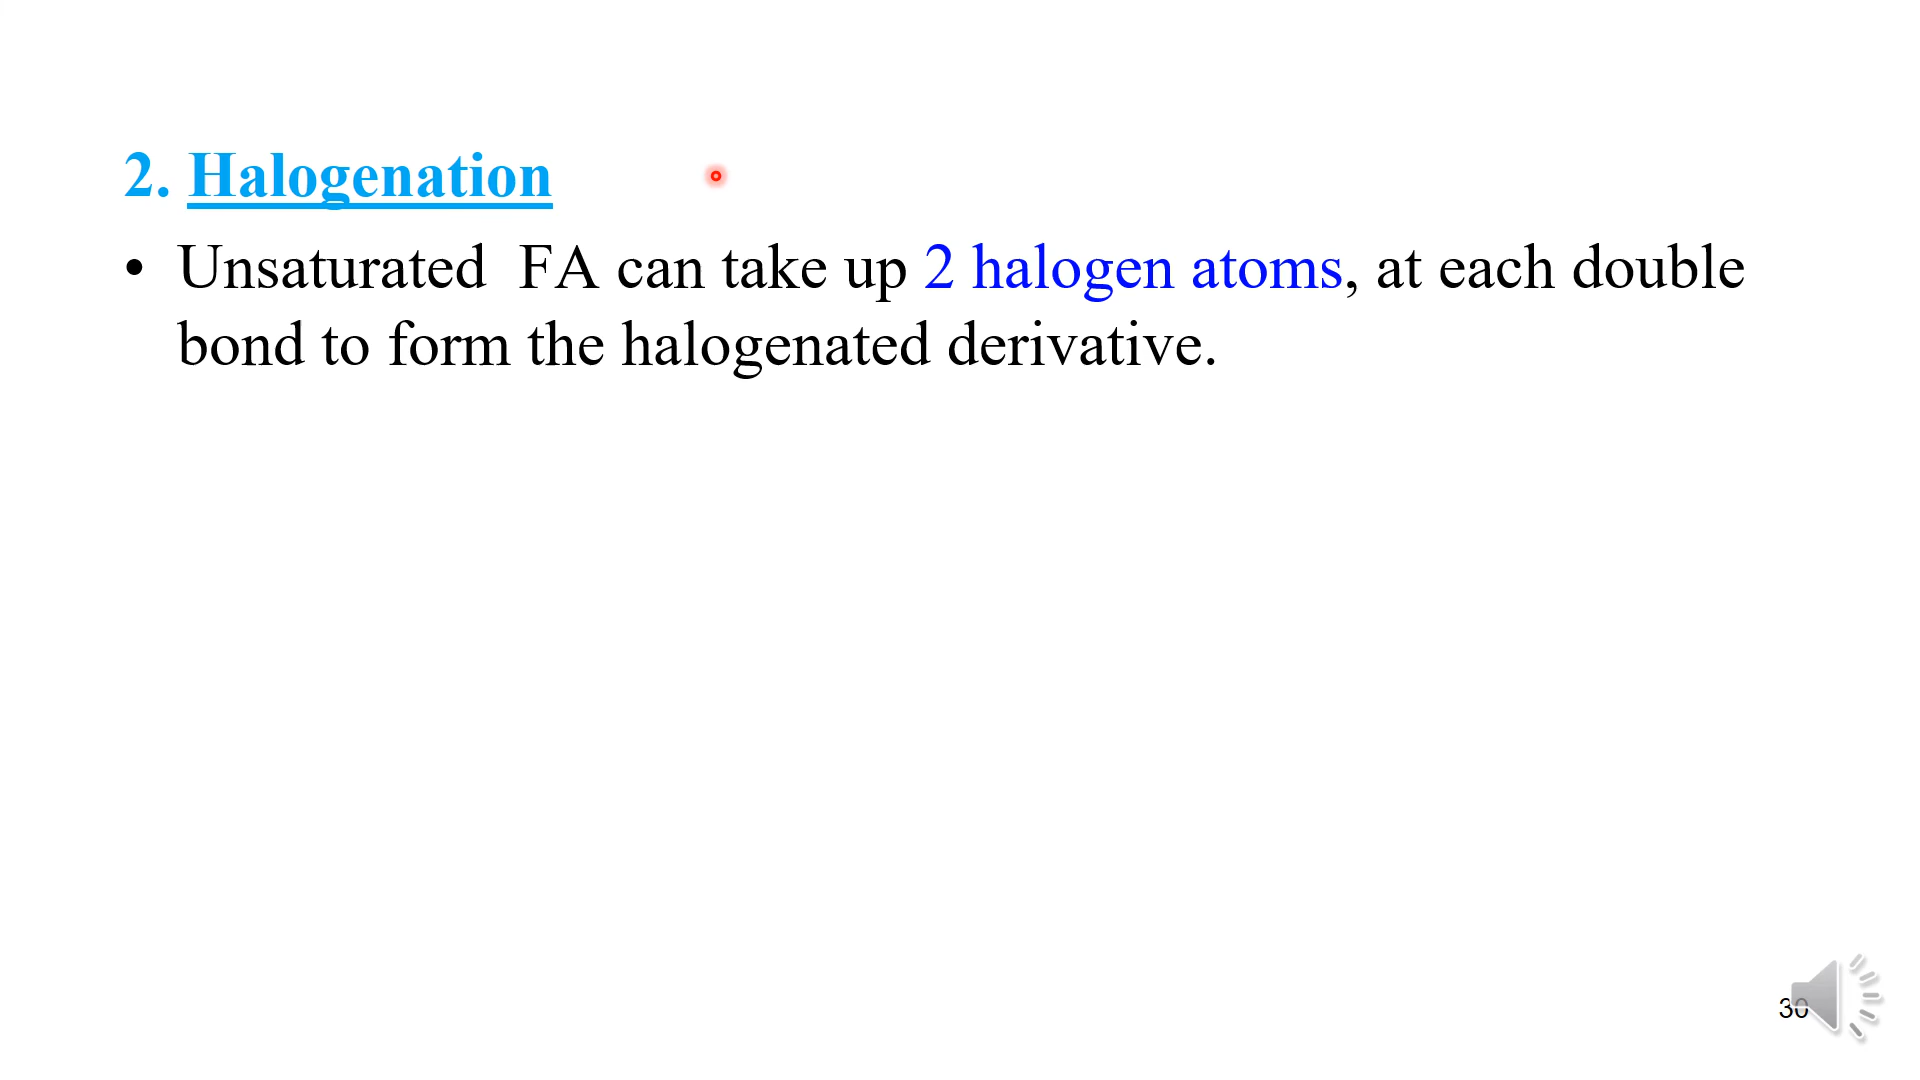 2. Halogenation
• Unsaturated FA can take up 2 halogen atoms, at each double
bond to form the halogenated derivative.
30